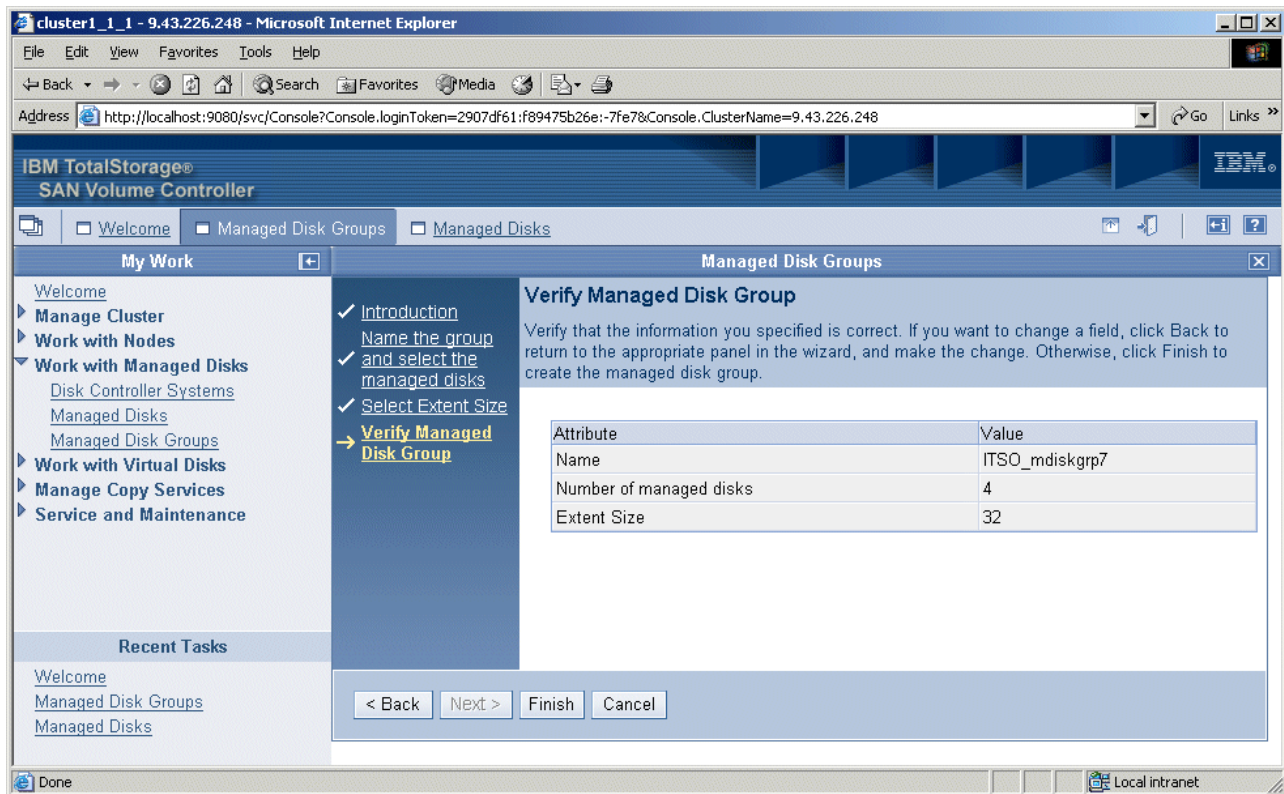 cluster1_1_1 - 9.43.226.248 - Microsoft Internet Explorer
File Edit View Favorites Tools Help
Back Search Favorites Media
Address http://localhost:9080/svc/Console?Console.loginToken=2907df61:f89475b26e:-7fe7&Console.ClusterName=9.43.226.248 Go Links »
IBM TotalStorage®
SAN Volume Controller
IBM®
Welcome Managed Disk Groups Managed Disks
My Work
Welcome
Manage Cluster
Work with Nodes
Work with Managed Disks
Disk Controller Systems
Managed Disks
Managed Disk Groups
Work with Virtual Disks
Manage Copy Services
Service and Maintenance
Recent Tasks
Welcome
Managed Disk Groups
Managed Disks
Managed Disk Groups
Introduction
Name the group
and select the
managed disks
Select Extent Size
Verify Managed
Disk Group
Verify Managed Disk Group
Verify that the information you specified is correct. If you want to change a field, click Back to
return to the appropriate panel in the wizard, and make the change. Otherwise, click Finish to
create the managed disk group.
Attribute Value
Name ITSO_mdiskgrp7
Number of managed disks 4
Extent Size 32
< Back Next > Finish Cancel
Done Local intranet